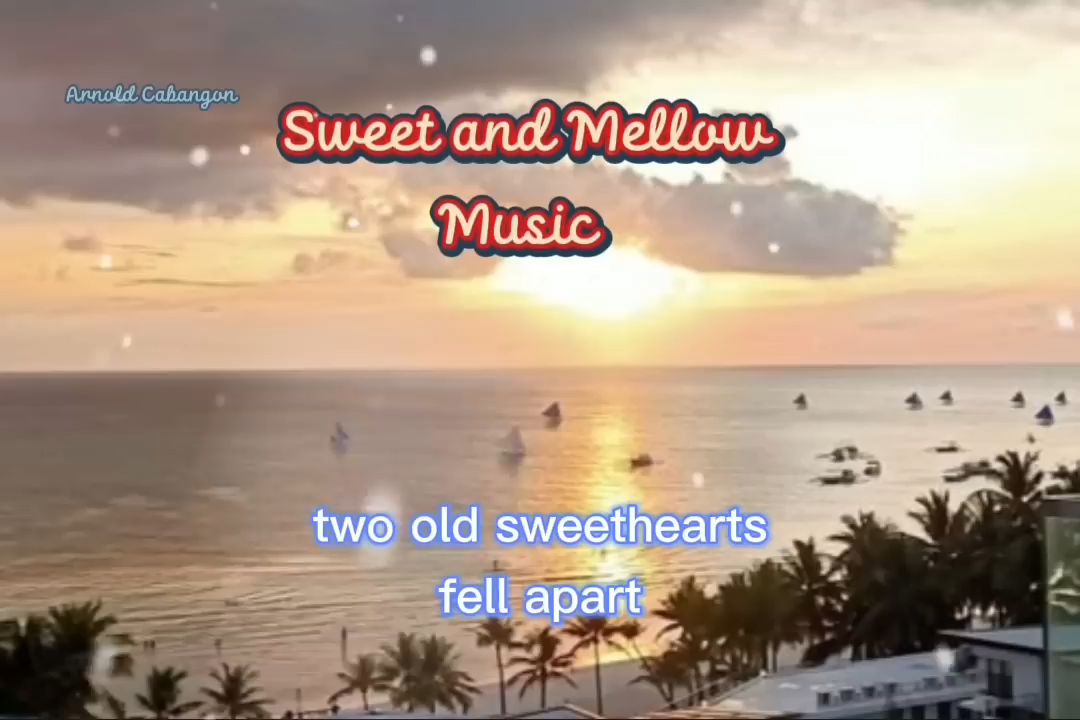 Arnold Cabangon
Sweet and Mellow
Music
two old sweethearts
fell apart